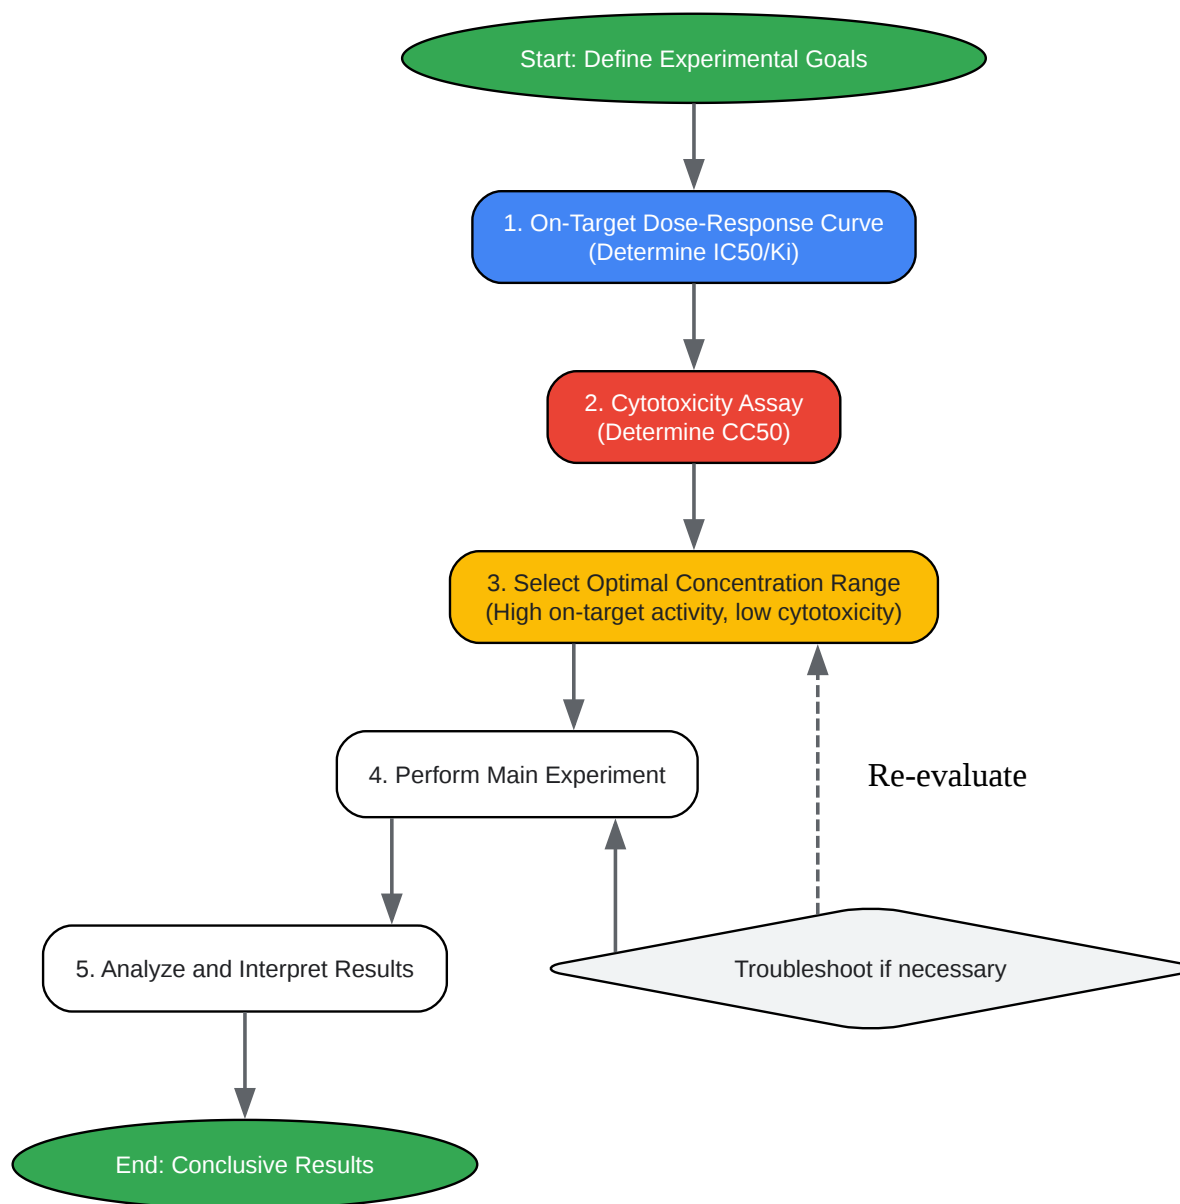 Start: Define Experimental Goals
1. On-Target Dose-Response Curve
(Determine IC50/Ki)
2. Cytotoxicity Assay
(Determine CC50)
3. Select Optimal Concentration Range
(High on-target activity, low cytotoxicity)
4. Perform Main Experiment
Re-evaluate
5. Analyze and Interpret Results
Troubleshoot if necessary
End: Conclusive Results